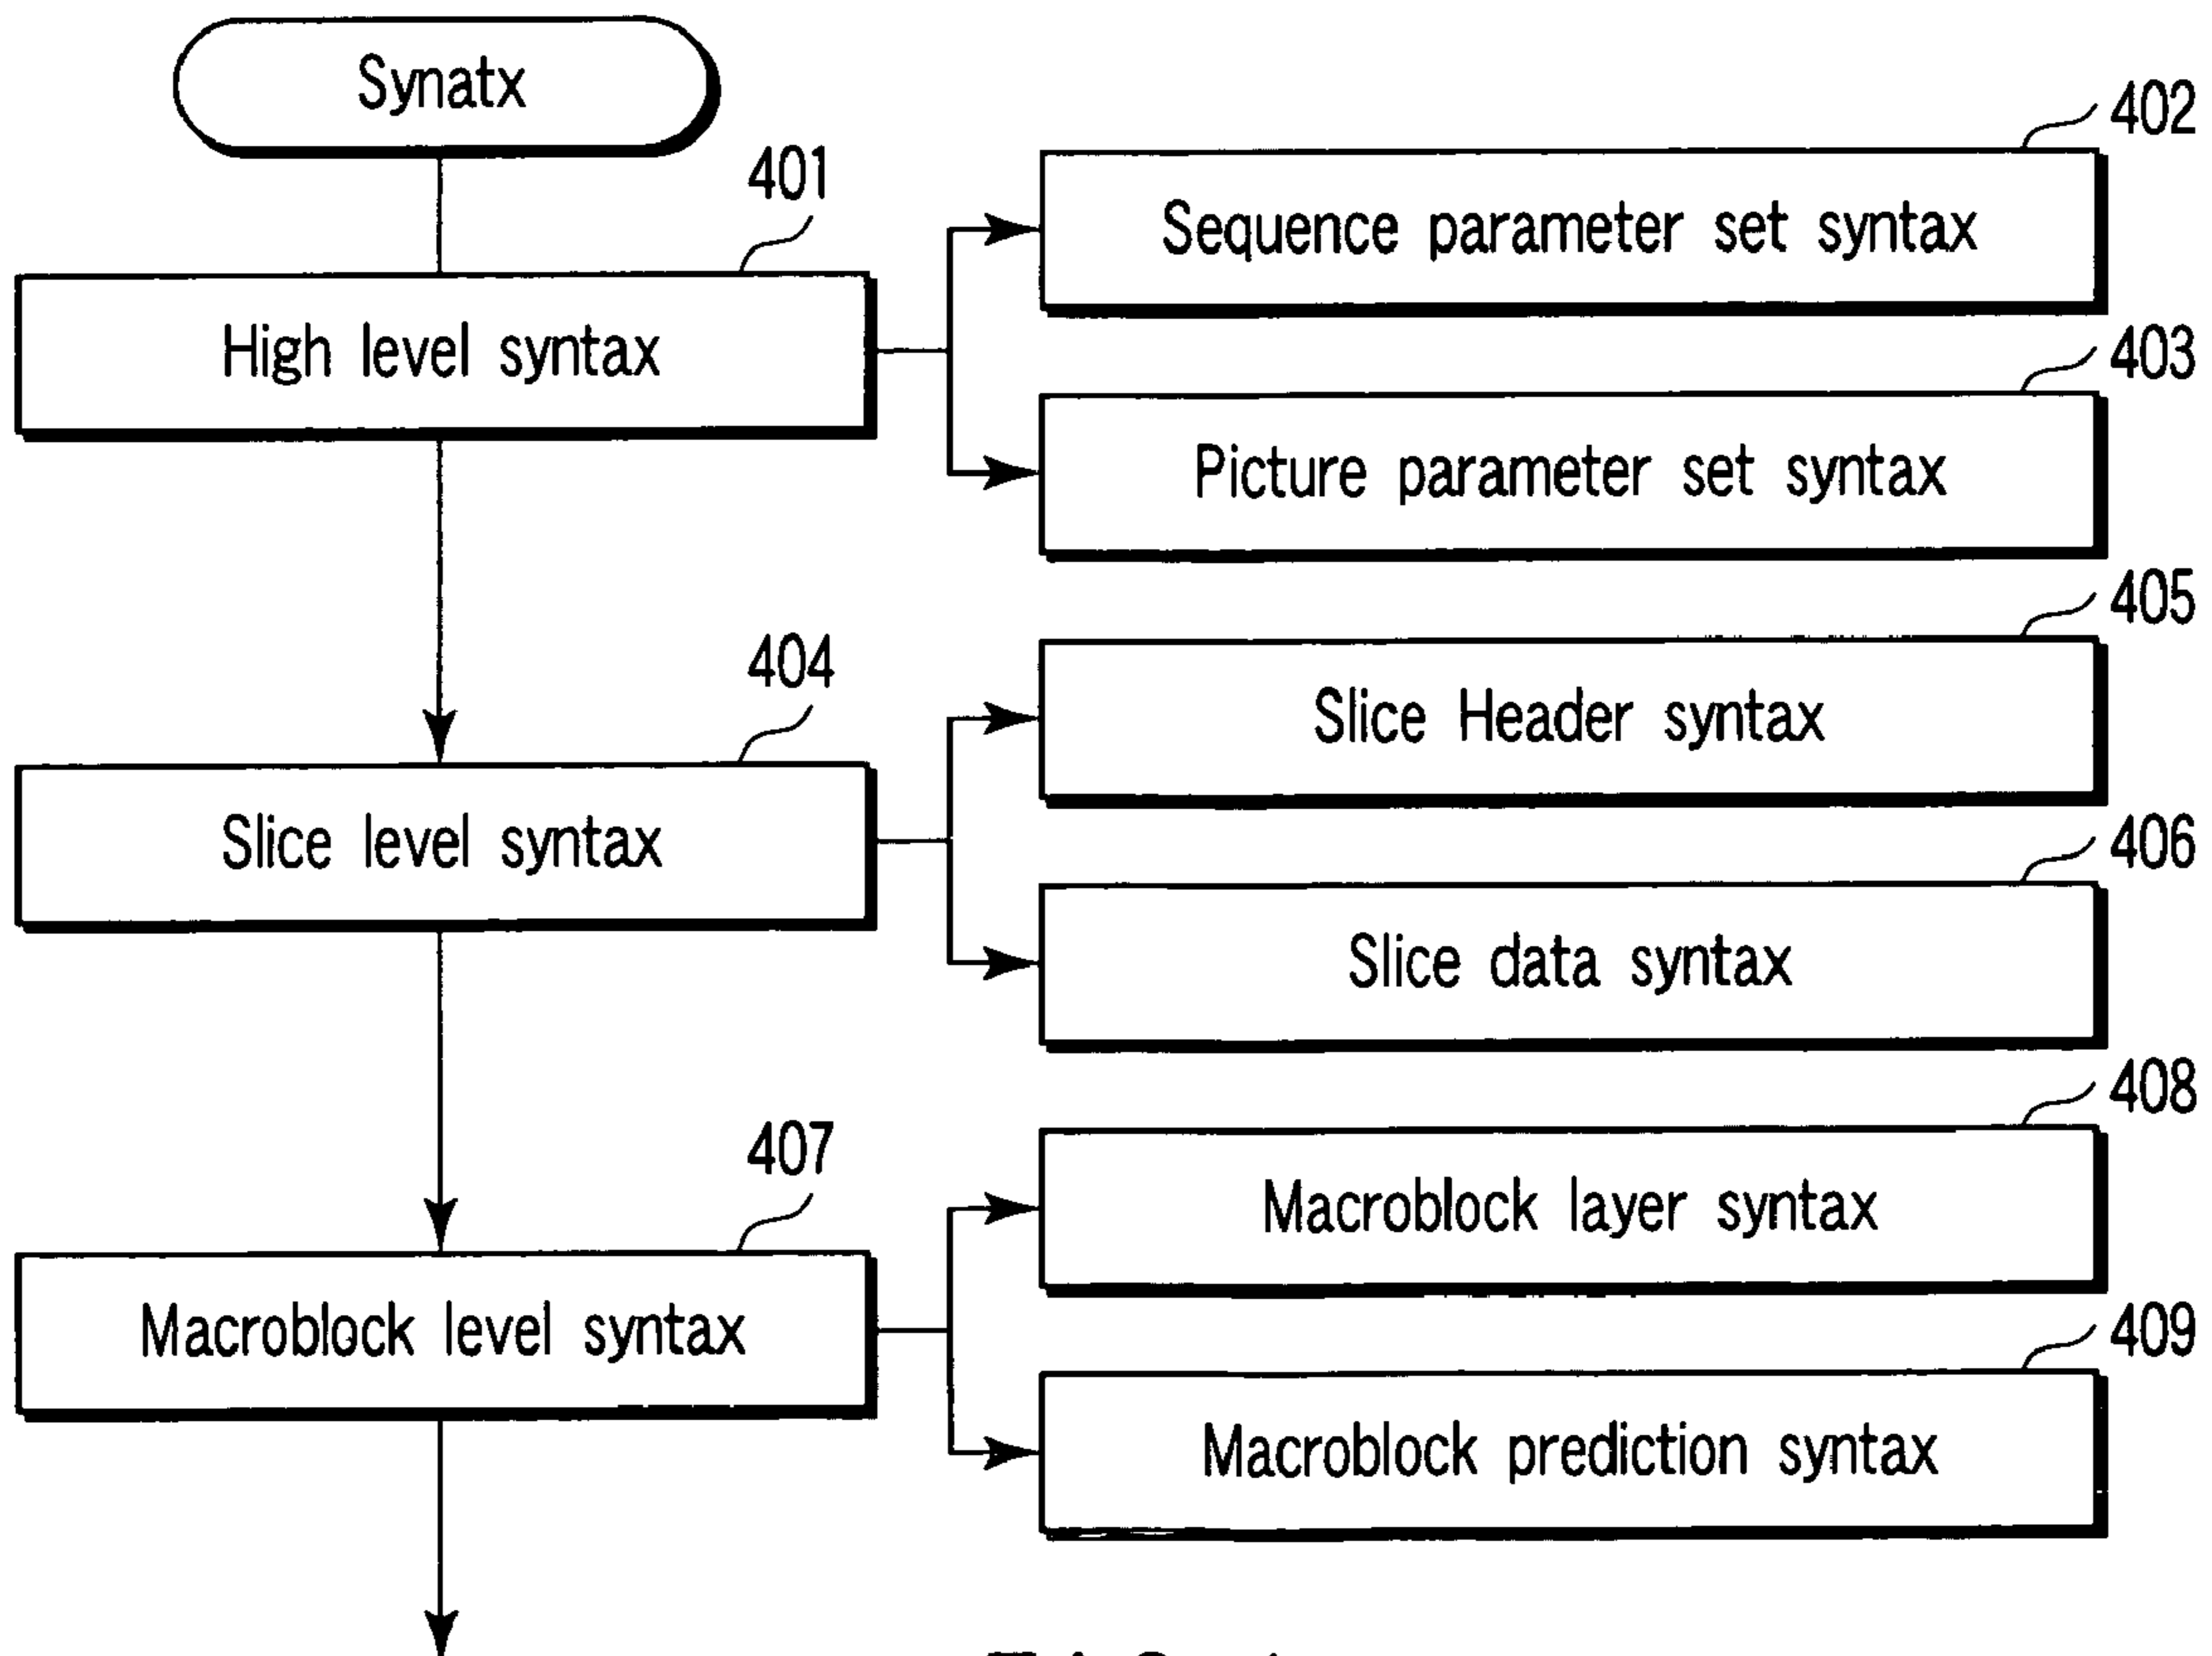 Synatx
401
High level syntax
402
Sequence parameter set syntax
403
Picture parameter set syntax
404
Slice level syntax
405
Slice Header syntax
406
Slice data syntax
407
Macroblock level syntax
408
Macroblock layer syntax
409
Macroblock prediction syntax